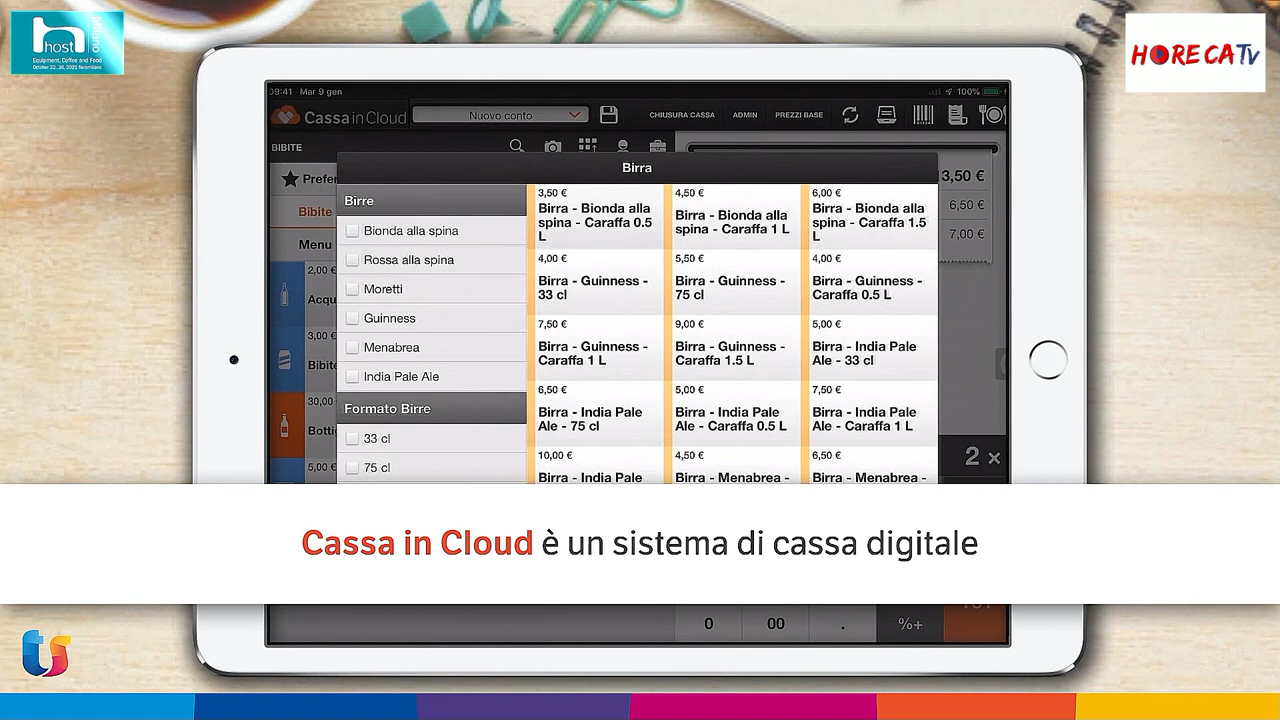 host
Milano
Equipment, Coffee and Food
October 22_26, 2021 fieramilano
HORECATV
09:41 Mar 9 gen
100%
Cassa in Cloud
Nuovo conto
CHIUSURA CASSA
ADMIN
PREZZI BASE
BIBITE
Birra
Prefer
Bibite
Menu
2,00 €
Acqu
3,00 €
Bibite
30,00
Botti
5,00 €
Birre
Bionda alla spina
Rossa alla spina
Moretti
Guinness
Menabrea
India Pale Ale
Formato Birre
33 cl
75 cl
3,50 €
Birra - Bionda alla
spina - Caraffa 0.5
L
4,50 €
Birra - Bionda alla
spina - Caraffa 1 L
6,00 €
Birra - Bionda alla
spina - Caraffa 1.5
L
4,00 €
Birra - Guinness -
33 cl
5,50 €
Birra - Guinness -
75 cl
4,00 €
Birra - Guinness -
Caraffa 0.5 L
7,50 €
Birra - Guinness -
Caraffa 1 L
9,00 €
Birra - Guinness -
Caraffa 1.5 L
5,00 €
Birra - India Pale
Ale - 33 cl
6,50 €
Birra - India Pale
Ale - 75 cl
5,00 €
Birra - India Pale
Ale - Caraffa 0.5 L
7,50 €
Birra - India Pale
Ale - Caraffa 1 L
10,00 €
Birra - India Pale
4,50 €
Birra - Menabrea -
6,50 €
Birra - Menabrea -
3,50 €
6,50 €
7,00 €
2 ×
Cassa in Cloud è un sistema di cassa digitale
0
00
.
%+
ts